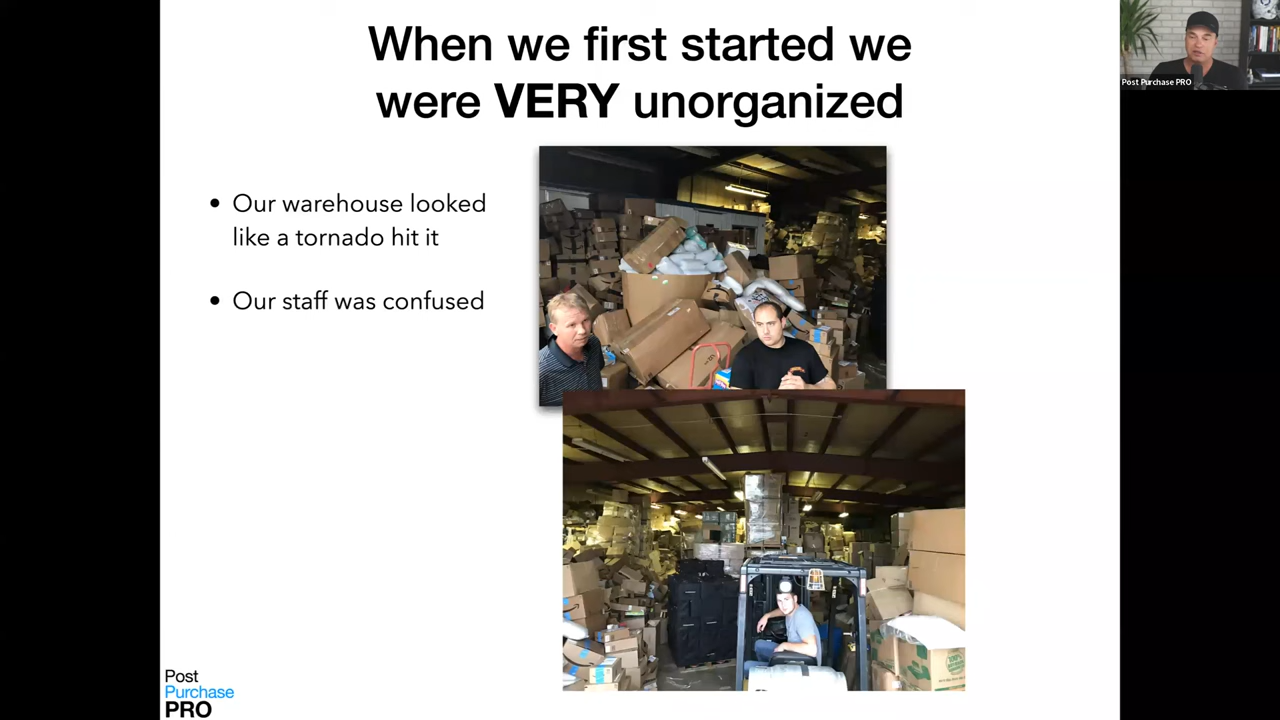 When we first started we
were VERY unorganized
Post Purchase PRO
• Our warehouse looked
like a tornado hit it
• Our staff was confused
Post
Purchase
PRO